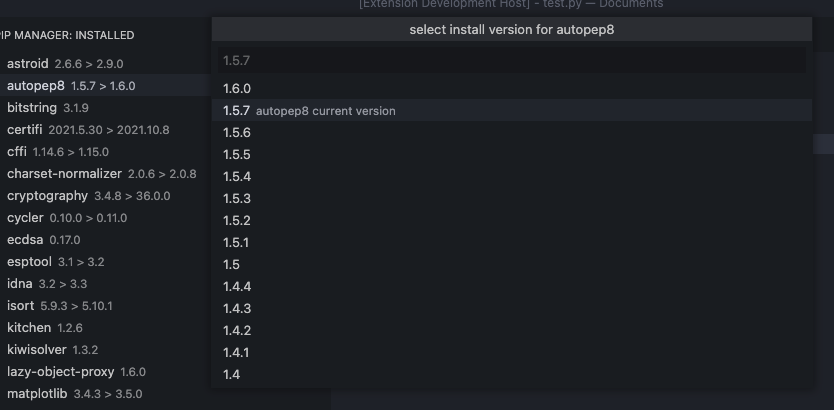 [Extension Development Host] - test.py — Documents
PIP MANAGER: INSTALLED
astroid 2.6.6 > 2.9.0
autopep8 1.5.7 > 1.6.0
bitstring 3.1.9
certifi 2021.5.30 > 2021.10.8
cffi 1.14.6 > 1.15.0
charset-normalizer 2.0.6 > 2.0.8
cryptography 3.4.8 > 36.0.0
cycler 0.10.0 > 0.11.0
ecdsa 0.17.0
esptool 3.1 > 3.2
idna 3.2 > 3.3
isort 5.9.3 > 5.10.1
kitchen 1.2.6
kiwisolver 1.3.2
lazy-object-proxy 1.6.0
matplotlib 3.4.3 > 3.5.0
select install version for autopep8
1.5.7
1.6.0
1.5.7 autopep8 current version
1.5.6
1.5.5
1.5.4
1.5.3
1.5.2
1.5.1
1.5
1.4.4
1.4.3
1.4.2
1.4.1
1.4